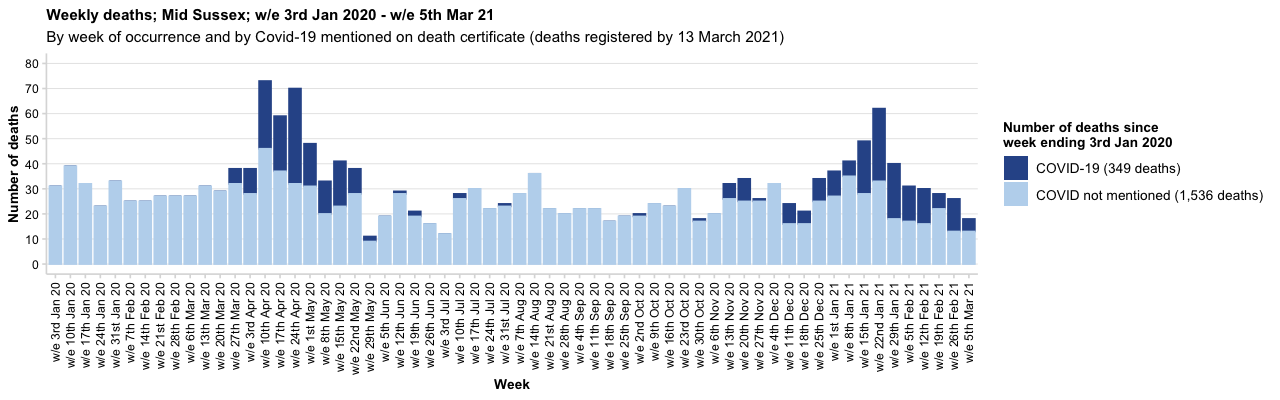 Weekly deaths; Mid Sussex; w/e 3rd Jan 2020 - w/e 5th Mar 21
By week of occurrence and by Covid-19 mentioned on death certificate (deaths registered by 13 March 2021)
Number of deaths
80
70
60
50
40
30
20
10
0
w/e 3rd Jan 20
w/e 10th Jan 20
w/e 17th Jan 20
w/e 24th Jan 20
w/e 31st Jan 20
w/e 7th Feb 20
w/e 14th Feb 20
w/e 21st Feb 20
w/e 28th Feb 20
w/e 6th Mar 20
w/e 13th Mar 20
w/e 20th Mar 20
w/e 27th Mar 20
w/e 3rd Apr 20
w/e 10th Apr 20
w/e 17th Apr 20
w/e 24th Apr 20
w/e 1st May 20
w/e 8th May 20
w/e 15th May 20
w/e 22nd May 20
w/e 29th May 20
w/e 5th Jun 20
w/e 12th Jun 20
w/e 19th Jun 20
w/e 26th Jun 20
w/e 3rd Jul 20
w/e 10th Jul 20
w/e 17th Jul 20
w/e 24th Jul 20
w/e 31st Jul 20
w/e 7th Aug 20
w/e 14th Aug 20
w/e 21st Aug 20
w/e 28th Aug 20
w/e 4th Sep 20
w/e 11th Sep 20
w/e 18th Sep 20
w/e 25th Sep 20
w/e 2nd Oct 20
w/e 9th Oct 20
w/e 16th Oct 20
w/e 23rd Oct 20
w/e 30th Oct 20
w/e 6th Nov 20
w/e 13th Nov 20
w/e 20th Nov 20
w/e 27th Nov 20
w/e 4th Dec 20
w/e 11th Dec 20
w/e 18th Dec 20
w/e 25th Dec 20
w/e 1st Jan 21
w/e 8th Jan 21
w/e 15th Jan 21
w/e 22nd Jan 21
w/e 29th Jan 21
w/e 5th Feb 21
w/e 12th Feb 21
w/e 19th Feb 21
w/e 26th Feb 21
w/e 5th Mar 21
Week
Number of deaths since
week ending 3rd Jan 2020
COVID-19 (349 deaths)
COVID not mentioned (1,536 deaths)